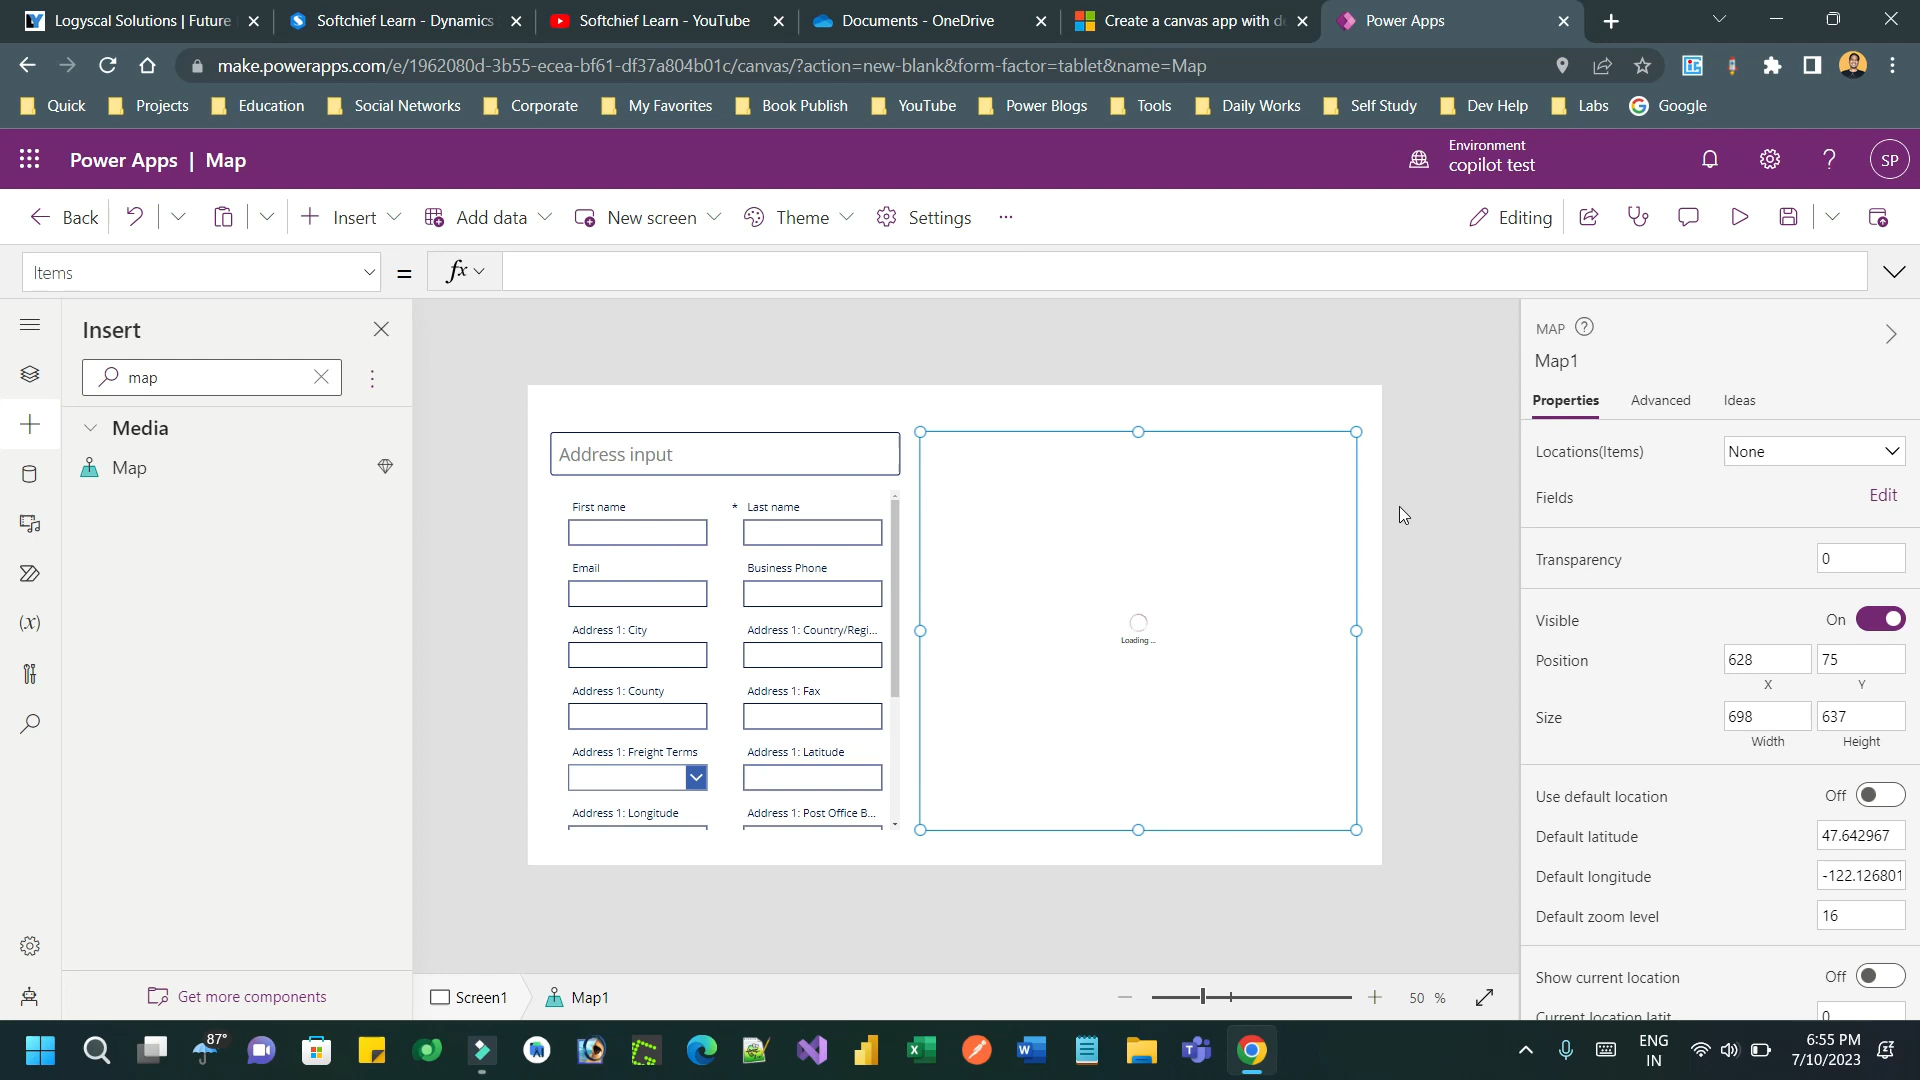 Logyscal Solutions | Future
Softchief Learn - Dynamics
Softchief Learn - YouTube
Documents - OneDrive
Create a canvas app with d
Power Apps
make.powerapps.com/e/1962080d-3b55-ecea-bf61-df37a804b01c/canvas/?action=new-blank&form-factor=tablet&name=Map
Quick
Projects
Education
Social Networks
Corporate
My Favorites
Book Publish
YouTube
Power Blogs
Tools
Daily Works
Self Study
Dev Help
Labs
Google
Power Apps | Map
Environment
copilot test
SP
Back
Insert
Add data
New screen
Theme
Settings
Editing
Items
=
fx
Insert
map
Media
Map
Get more components
Address input
First name
* Last name
Email
Business Phone
Address 1: City
Address 1: Country/Regi...
Address 1: County
Address 1: Fax
Address 1: Freight Terms
Address 1: Latitude
Address 1: Longitude
Address 1: Post Office B...
Loading ...
Screen1
Map1
50 %
MAP
Map1
Properties
Advanced
Ideas
Locations(Items)
None
Fields
Edit
Transparency
0
Visible
On
Position
628
75
X
Y
Size
698
637
Width
Height
Use default location
Off
Default latitude
47.642967
Default longitude
-122.126801
Default zoom level
16
Show current location
Off
Current location latit
0
87°
ENG
IN
6:55 PM
7/10/2023